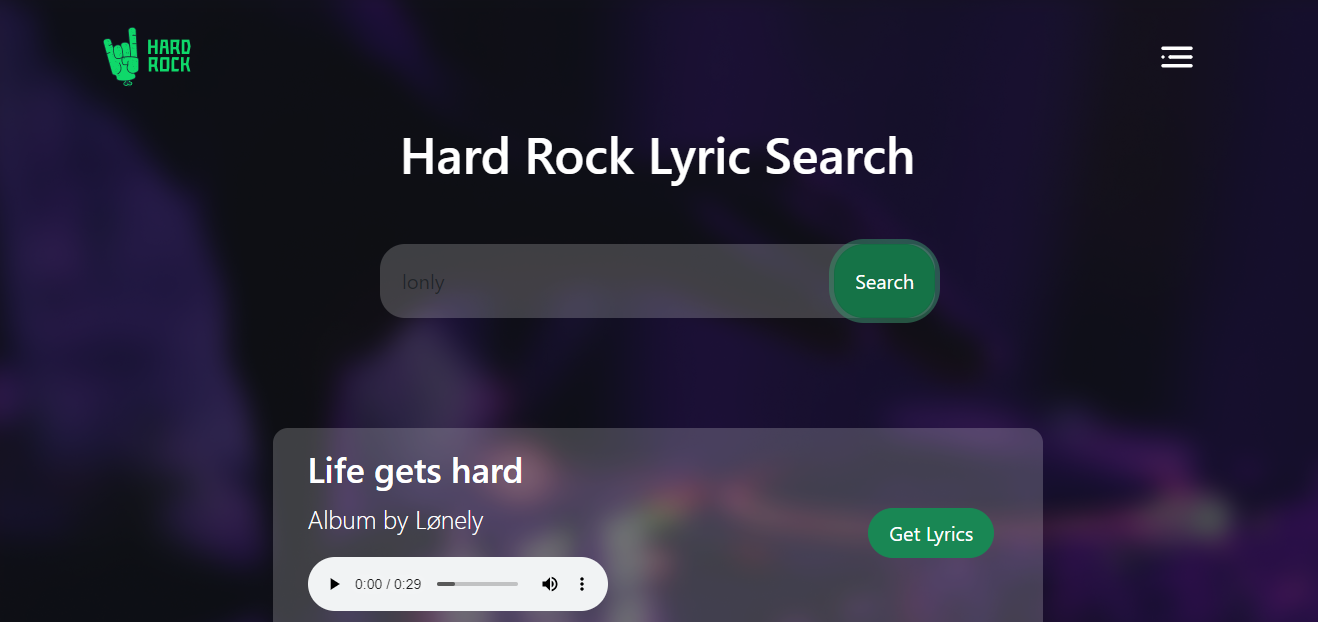 HARD
ROCK
Hard Rock Lyric Search
lonly
Search
Life gets hard
Album by Lønely
Get Lyrics
0:00 / 0:29